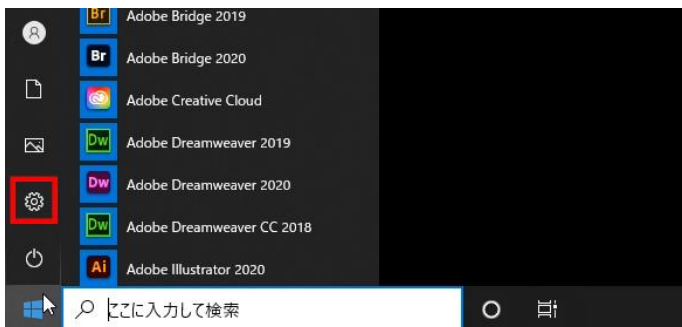 Br Adobe Bridge 2019
Br Adobe Bridge 2020
Adobe Creative Cloud
Dw Adobe Dreamweaver 2019
Dw Adobe Dreamweaver 2020
Dw Adobe Dreamweaver CC 2018
Ai Adobe Illustrator 2020
ここに入力して検索